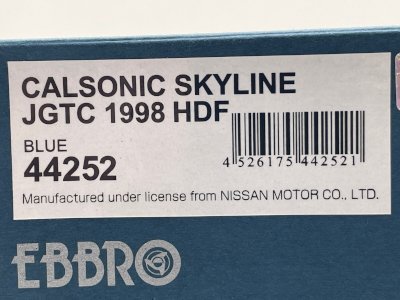 CALSONIC SKYLINE
JGTC 1998 HDF
BLUE
44252
4 526175 442521
Manufactured under license from NISSAN MOTOR CO., LTD.
EBBRO